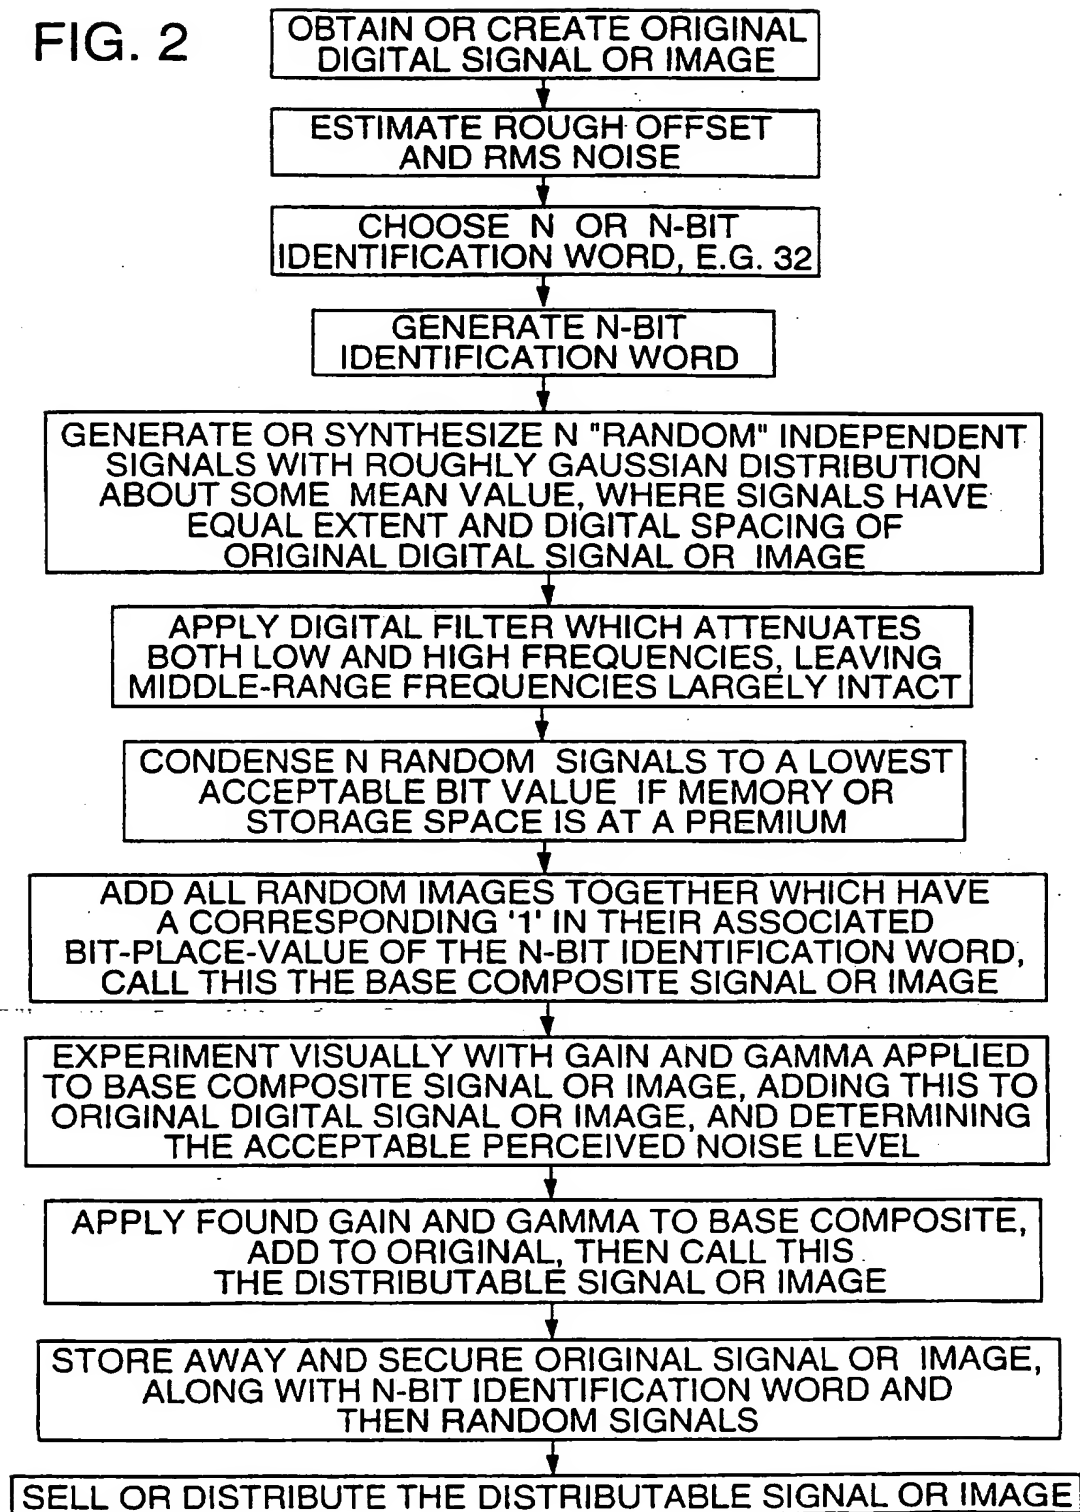 FIG. 2
OBTAIN OR CREATE ORIGINAL
DIGITAL SIGNAL OR IMAGE
ESTIMATE ROUGH OFFSET
AND RMS NOISE
CHOOSE N OR N-BIT
IDENTIFICATION WORD, E.G. 32
GENERATE N-BIT
IDENTIFICATION WORD
GENERATE OR SYNTHESIZE N "RANDOM" INDEPENDENT
SIGNALS WITH ROUGHLY GAUSSIAN DISTRIBUTION
ABOUT SOME MEAN VALUE, WHERE SIGNALS HAVE
EQUAL EXTENT AND DIGITAL SPACING OF
ORIGINAL DIGITAL SIGNAL OR IMAGE
APPLY DIGITAL FILTER WHICH ATTENUATES
BOTH LOW AND HIGH FREQUENCIES, LEAVING
MIDDLE-RANGE FREQUENCIES LARGELY INTACT
CONDENSE N RANDOM SIGNALS TO A LOWEST
ACCEPTABLE BIT VALUE IF MEMORY OR
STORAGE SPACE IS AT A PREMIUM
ADD ALL RANDOM IMAGES TOGETHER WHICH HAVE
A CORRESPONDING '1' IN THEIR ASSOCIATED
BIT-PLACE-VALUE OF THE N-BIT IDENTIFICATION WORD,
CALL THIS THE BASE COMPOSITE SIGNAL OR IMAGE
EXPERIMENT VISUALLY WITH GAIN AND GAMMA APPLIED
TO BASE COMPOSITE SIGNAL OR IMAGE, ADDING THIS TO
ORIGINAL DIGITAL SIGNAL OR IMAGE, AND DETERMINING
THE ACCEPTABLE PERCEIVED NOISE LEVEL
APPLY FOUND GAIN AND GAMMA TO BASE COMPOSITE,
ADD TO ORIGINAL, THEN CALL THIS
THE DISTRIBUTABLE SIGNAL OR IMAGE
STORE AWAY AND SECURE ORIGINAL SIGNAL OR IMAGE,
ALONG WITH N-BIT IDENTIFICATION WORD AND
THEN RANDOM SIGNALS
SELL OR DISTRIBUTE THE DISTRIBUTABLE SIGNAL OR IMAGE